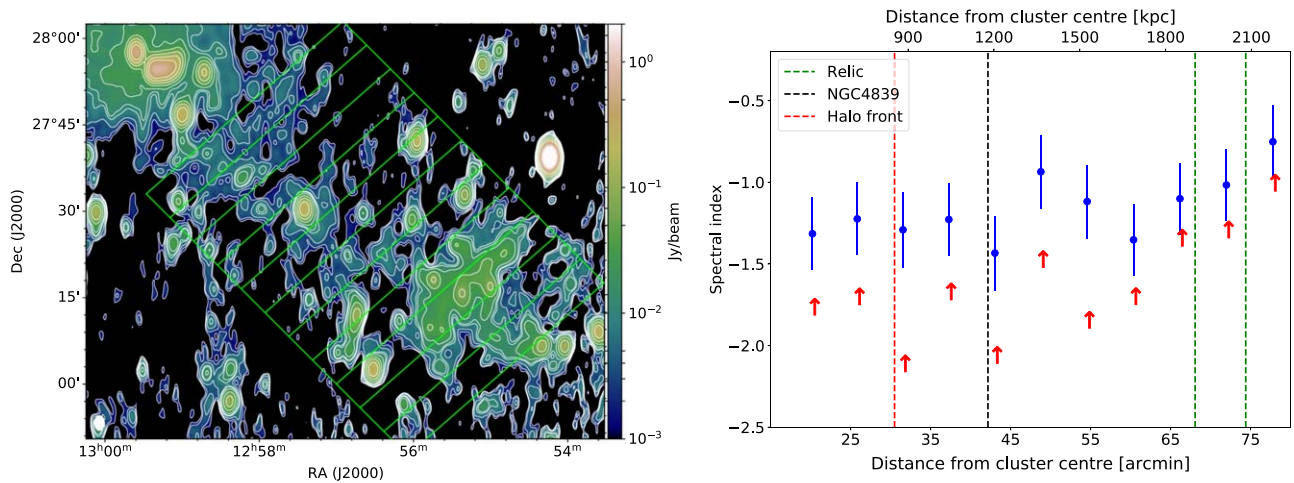 28°00'
27°45'
30'
15'
00'
Dec (J2000)
13ʰ00ᵐ
12ʰ58ᵐ
56ᵐ
54ᵐ
RA (J2000)
10⁰
10⁻¹
10⁻²
10⁻³
Jy/beam
Distance from cluster centre [kpc]
900 1200 1500 1800 2100
Relic
NGC4839
Halo front
−0.5
−1.0
−1.5
−2.0
−2.5
Spectral index
25 35 45 55 65 75
Distance from cluster centre [arcmin]